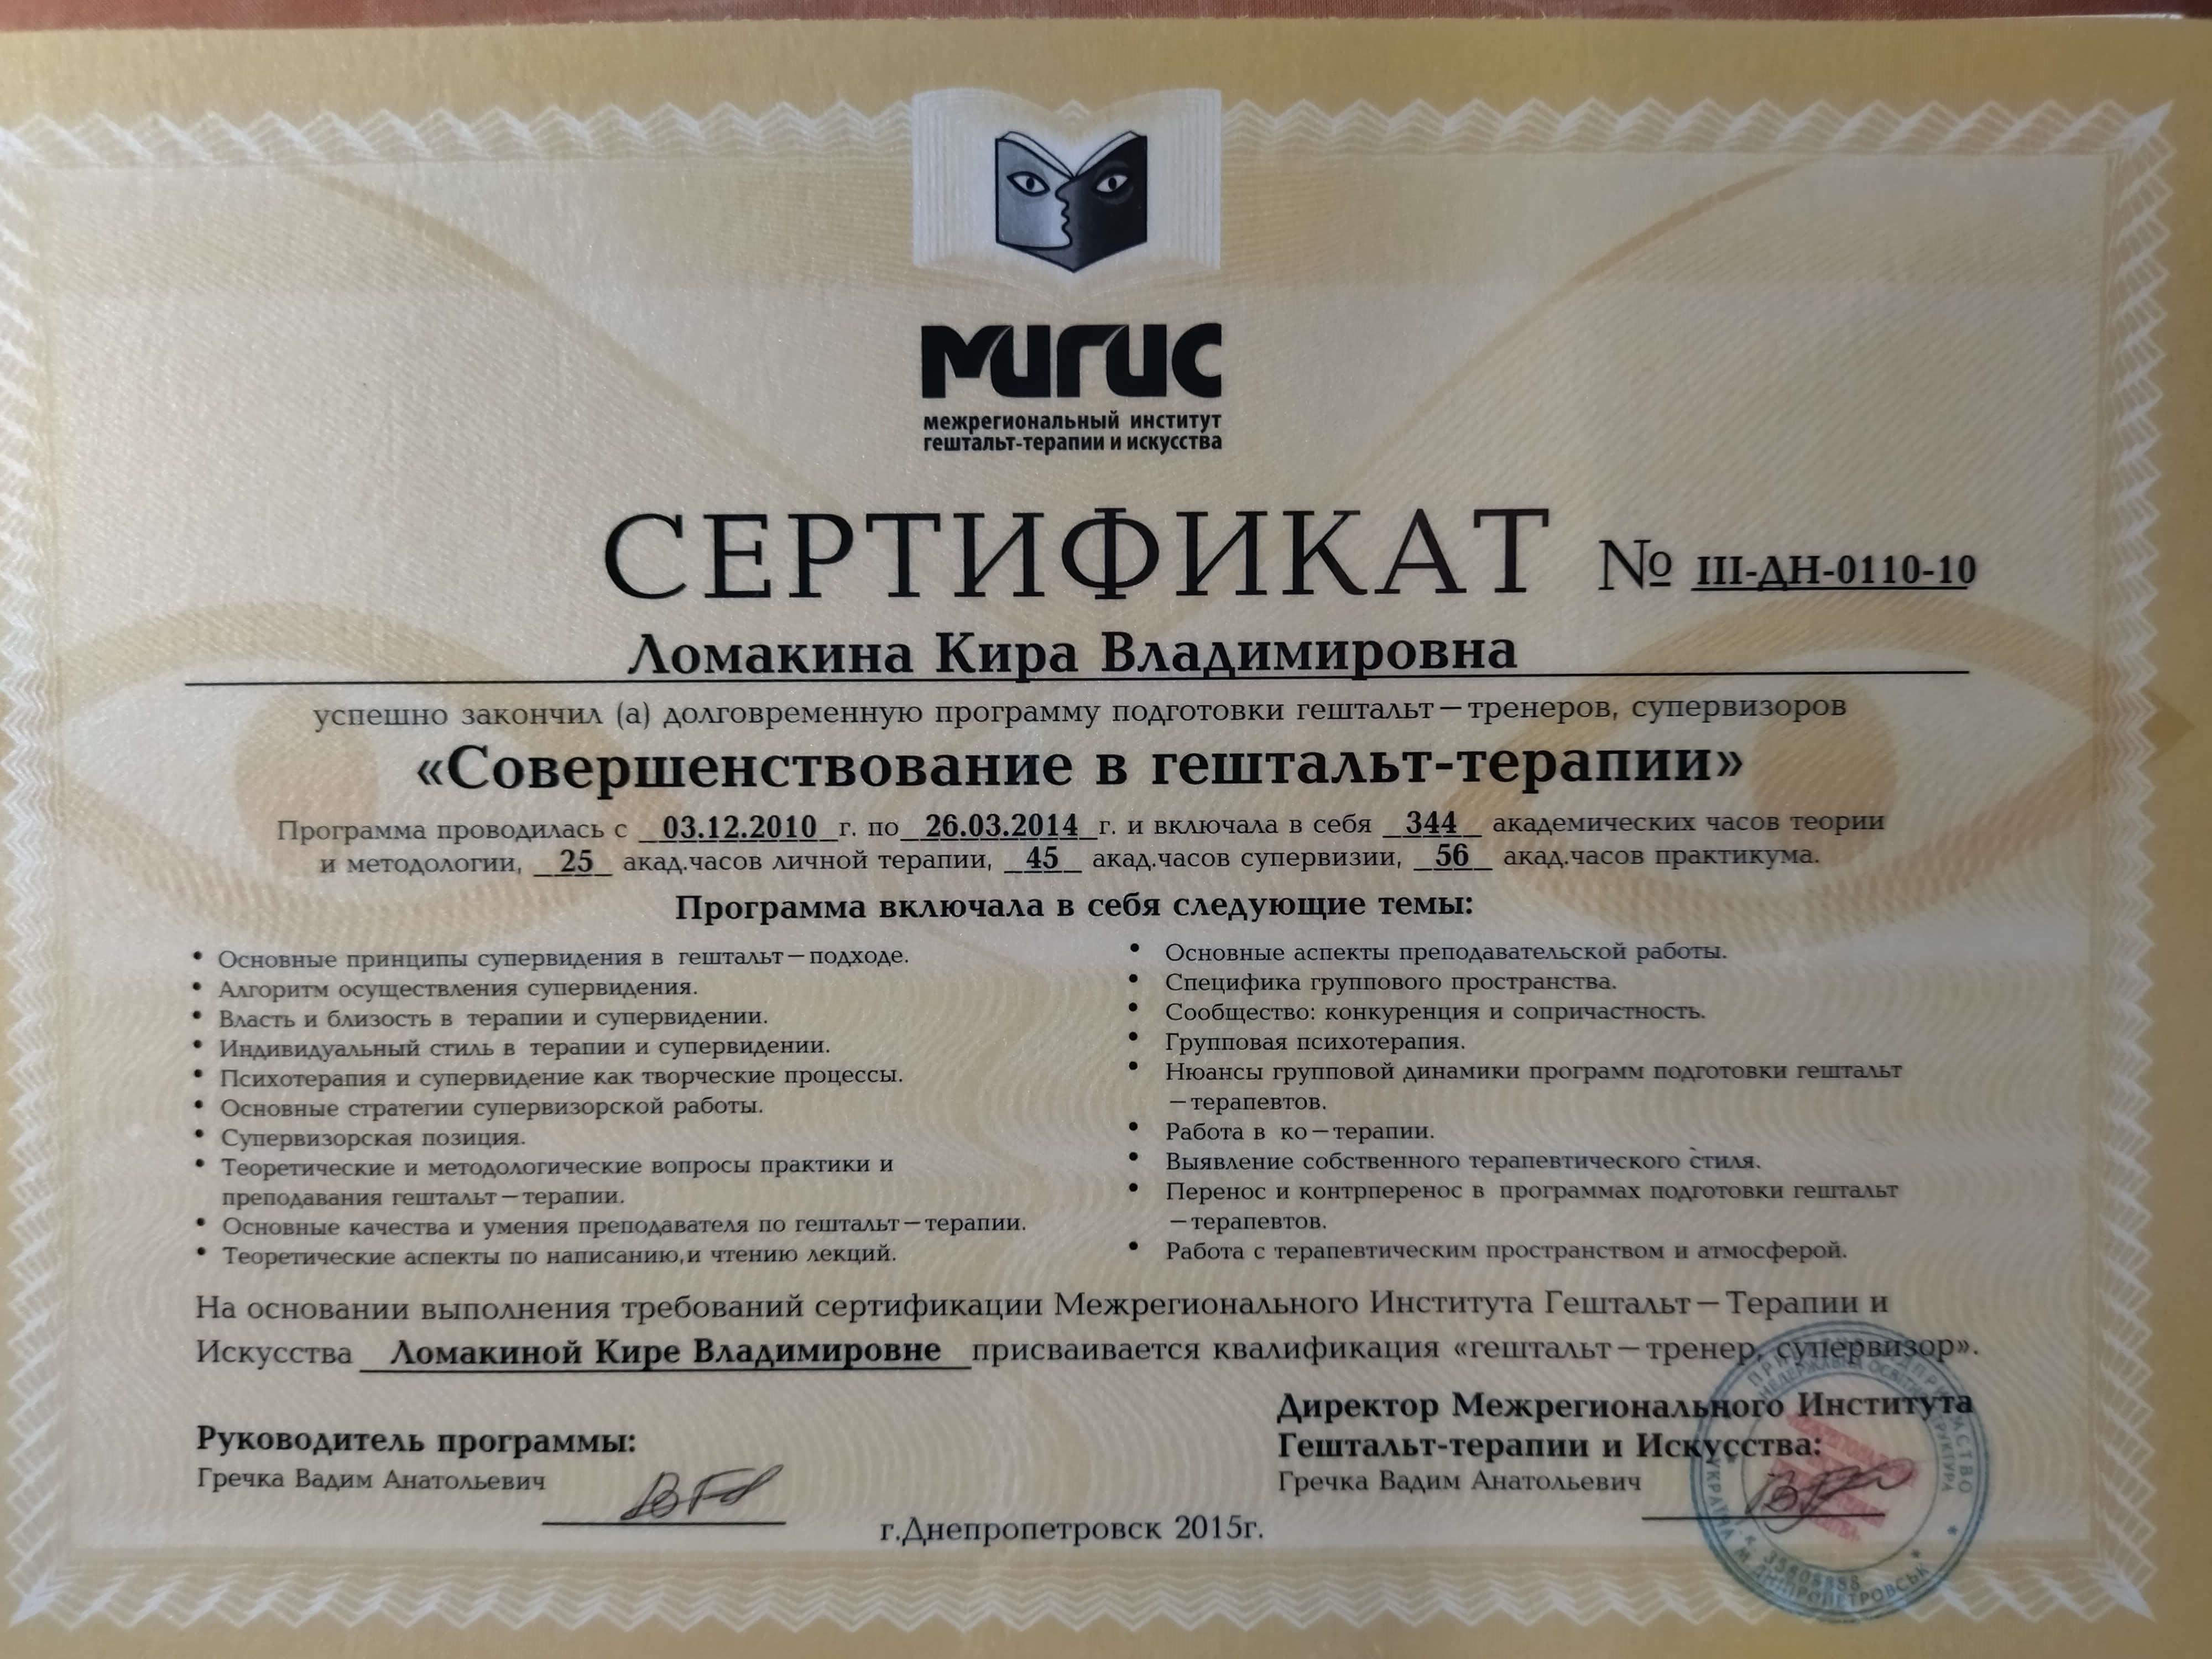 мигис
межрегиональный институт
гештальт-терапии и искусства
СЕРТИФИКАТ № III-ДН-0110-10
Ломакина Кира Владимировна
успешно закончил (а) долговременную программу подготовки гештальт–тренеров, супервизоров
«Совершенствование в гештальт-терапии»
Программа проводилась с 03.12.2010 г. по 26.03.2014 г. и включала в себя 344 академических часов теории
и методологии, 25 акад.часов личной терапии, 45 акад.часов супервизии, 56 акад.часов практикума.
Программа включала в себя следующие темы:
• Основные принципы супервидения в гештальт–подходе.
• Алгоритм осуществления супервидения.
• Власть и близость в терапии и супервидении.
• Индивидуальный стиль в терапии и супервидении.
• Психотерапия и супервидение как творческие процессы.
• Основные стратегии супервизорской работы.
• Супервизорская позиция.
• Теоретические и методологические вопросы практики и
преподавания гештальт–терапии.
• Основные качества и умения преподавателя по гештальт–терапии.
• Теоретические аспекты по написанию,и чтению лекций.
• Основные аспекты преподавательской работы.
• Специфика группового пространства.
• Сообщество: конкуренция и сопричастность.
• Групповая психотерапия.
• Нюансы групповой динамики программ подготовки гештальт
–терапевтов.
• Работа в ко–терапии.
• Выявление собственного терапевтического стиля.
• Перенос и контрперенос в программах подготовки гештальт
–терапевтов.
• Работа с терапевтическим пространством и атмосферой.
На основании выполнения требований сертификации Межрегионального Института Гештальт–Терапии и
Искусства Ломакиной Кире Владимировне присваивается квалификация «гештальт–тренер, супервизор».
Руководитель программы:
Гречка Вадим Анатольевич
Директор Межрегионального Института
Гештальт-терапии и Искусства:
Гречка Вадим Анатольевич
г.Днепропетровск 2015г.
УКРАЇНА м. ДНІПРОПЕТРОВСЬК